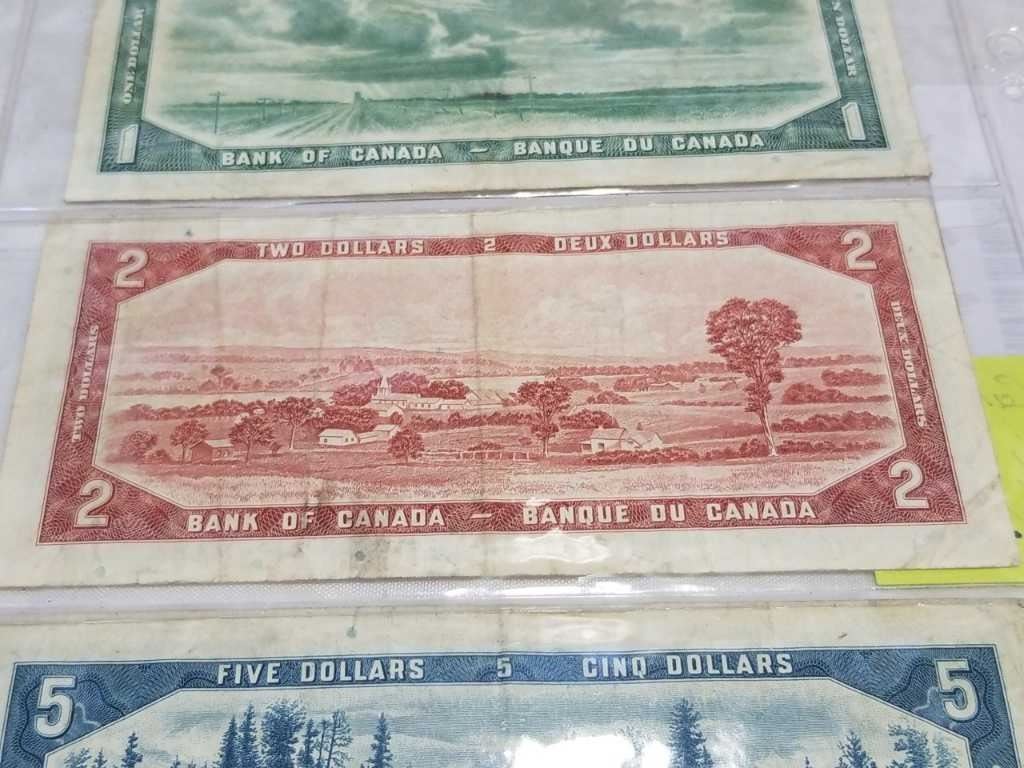 ONE DOLLAR
N DOLLAR
1
1
BANK OF CANADA — BANQUE DU CANADA
TWO DOLLARS 2 DEUX DOLLARS
2
2
TWO DOLLARS
DEUX DOLLARS
2
2
BANK OF CANADA — BANQUE DU CANADA
FIVE DOLLARS 5 CINQ DOLLARS
5
5